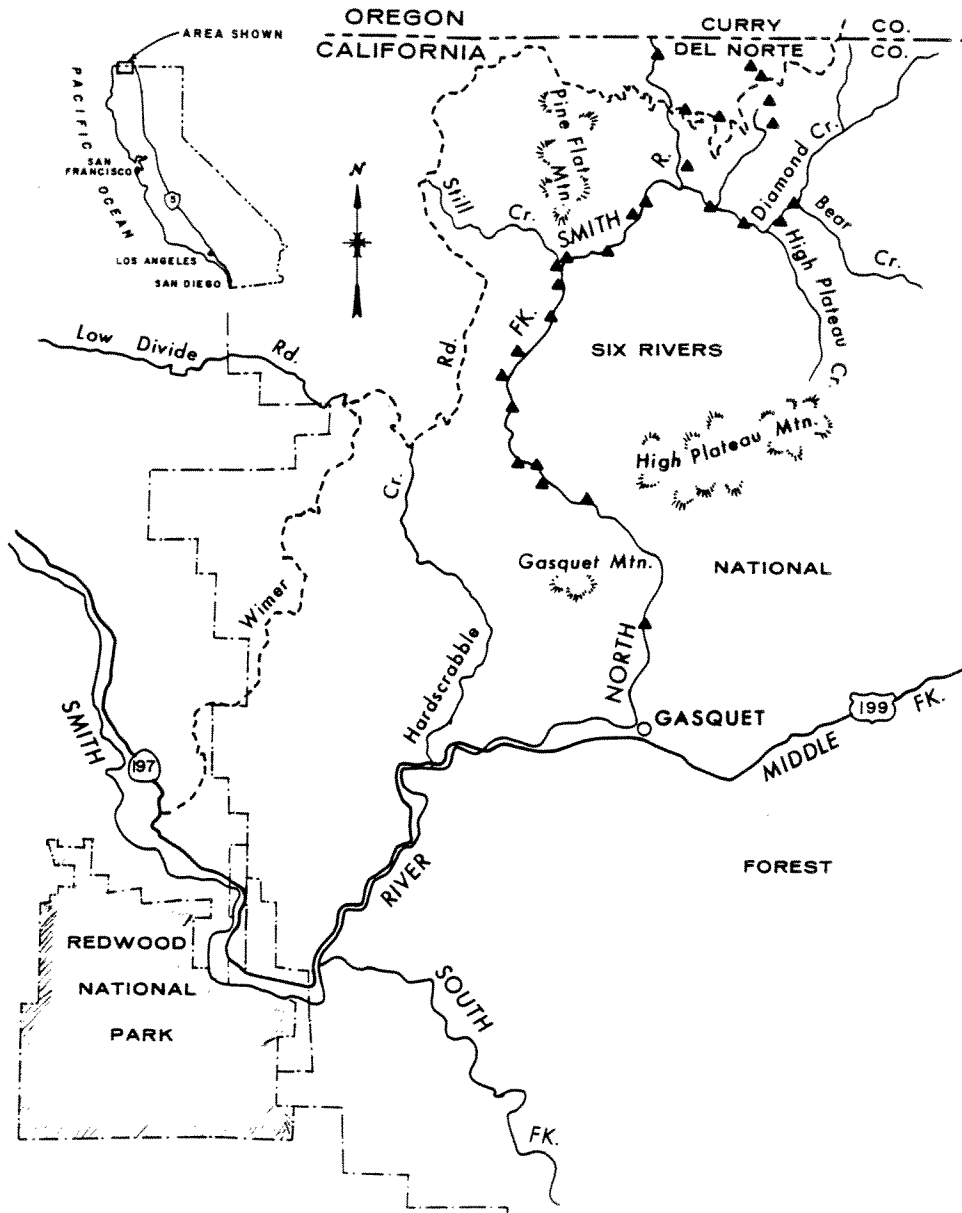 OREGON
CALIFORNIA
CURRY CO.
DEL NORTE CO.
AREA SHOWN
PACIFIC OCEAN
SAN
FRANCISCO
5
LOS ANGELES
SAN DIEGO
N
Pine Flat
Mtn.
Still Cr.
SMITH R.
Diamond Cr.
Bear Cr.
High Plateau Cr.
FK.
Low Divide Rd.
Rd.
SIX RIVERS
High Plateau Mtn.
Cr.
Gasquet Mtn.
NATIONAL
Wimer
Hardscrabble
NORTH
SMITH
197
GASQUET
199
MIDDLE FK.
RIVER
FOREST
REDWOOD
NATIONAL
PARK
SOUTH
FK.